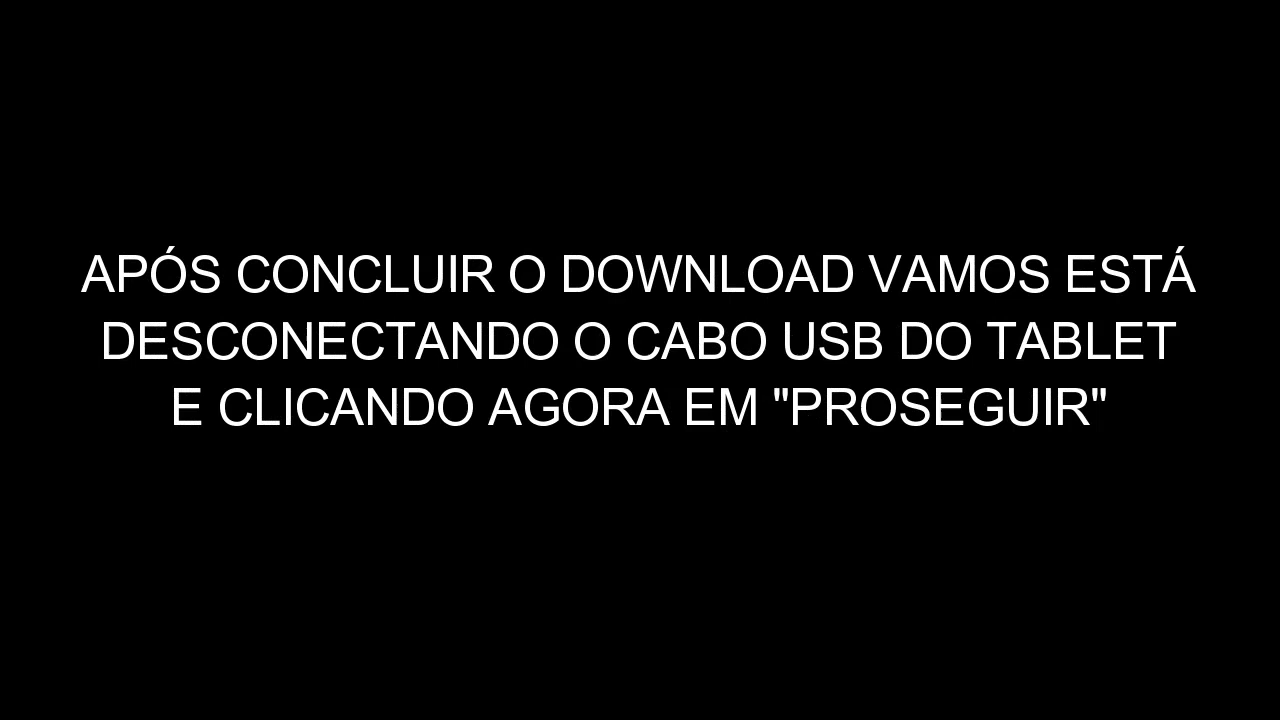 APÓS CONCLUIR O DOWNLOAD VAMOS ESTÁ
DESCONECTANDO O CABO USB DO TABLET
E CLICANDO AGORA EM "PROSEGUIR"